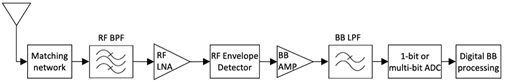 Matching
network
RF BPF
RF
LNA
RF Envelope
Detector
BB
AMP
BB LPF
1-bit or
multi-bit ADC
Digital BB
processing